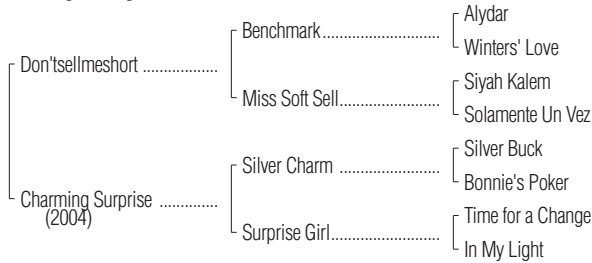 Alydar
Benchmark
Winters' Love
Don'tsellmeshort
Siyah Kalem
Miss Soft Sell
Solamente Un Vez
Silver Buck
Silver Charm
Bonnie's Poker
Charming Surprise
(2004)
Time for a Change
Surprise Girl
In My Light